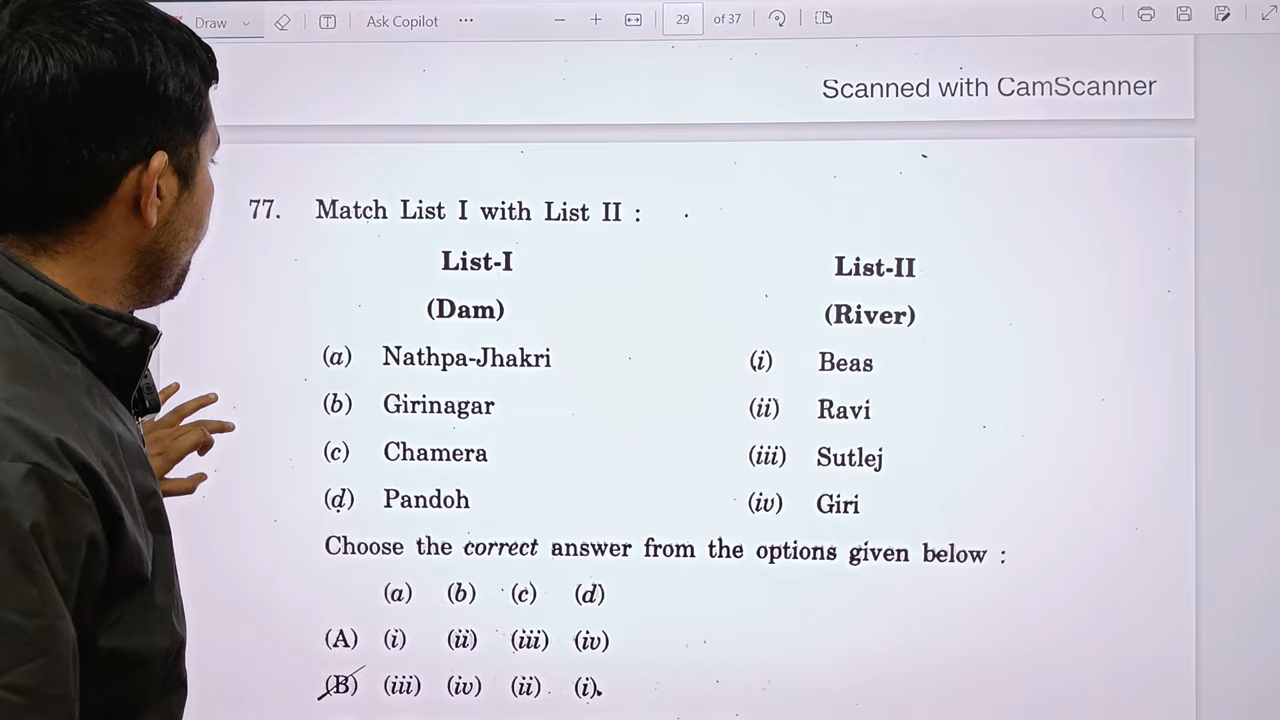 Draw
Ask Copilot
29 of 37
Scanned with CamScanner
77. Match List I with List II :
List-I List-II
(Dam) (River)
(a) Nathpa-Jhakri (i) Beas
(b) Girinagar (ii) Ravi
(c) Chamera (iii) Sutlej
(d) Pandoh (iv) Giri
Choose the correct answer from the options given below :
(a) (b) (c) (d)
(A) (i) (ii) (iii) (iv)
(B) (iii) (iv) (ii) (i)